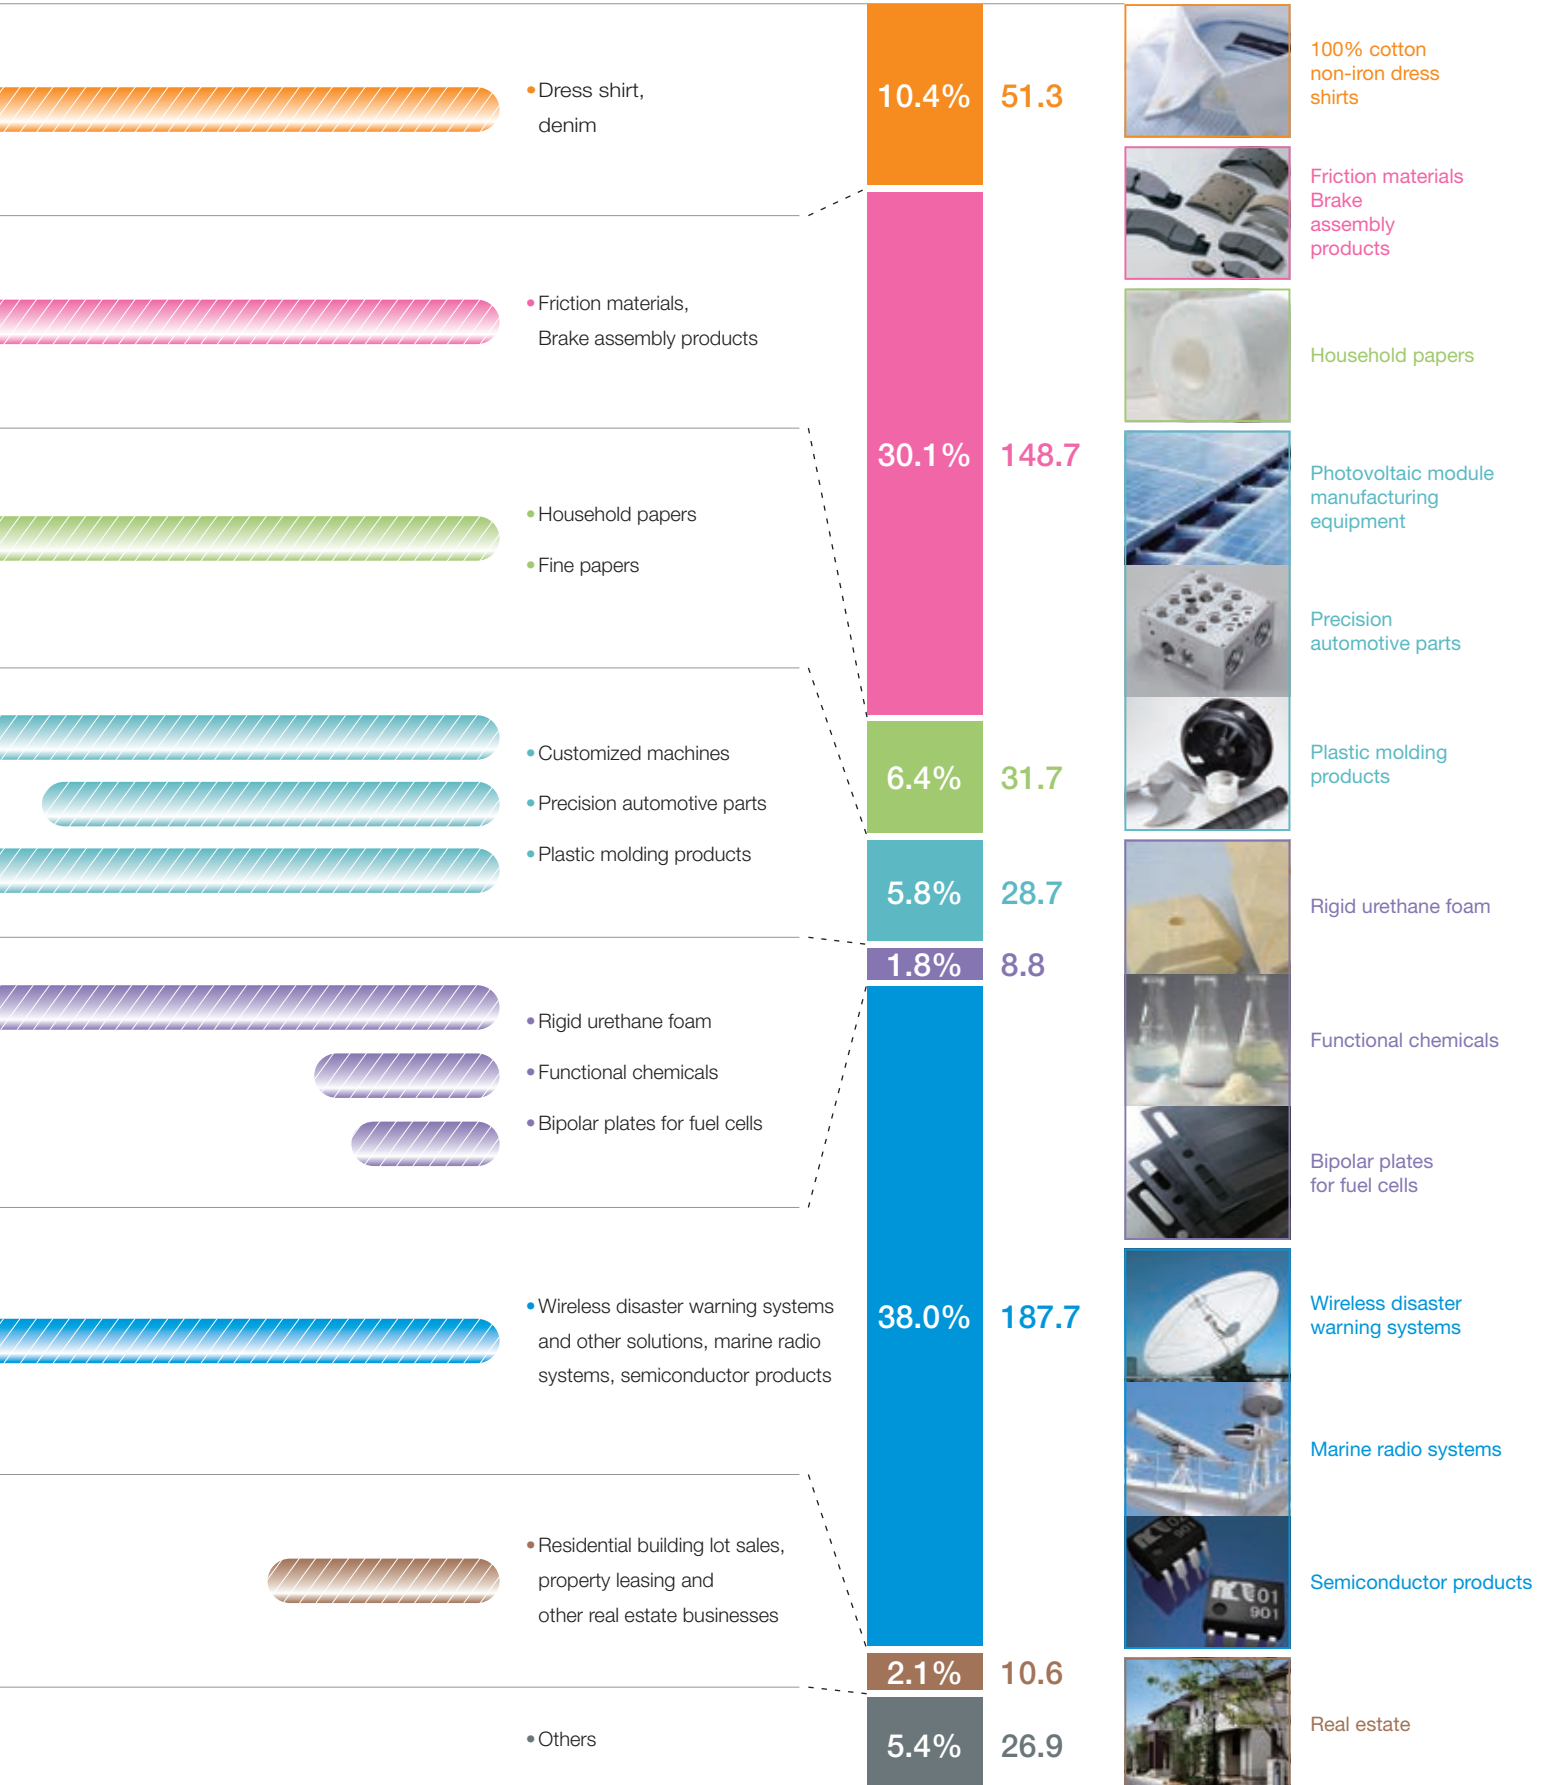 Dress shirt,
denim
10.4%
51.3
100% cotton
non-iron dress
shirts
Friction materials
Brake
assembly
products
Friction materials,
Brake assembly products
30.1%
148.7
Household papers
Household papers
Fine papers
Photovoltaic module
manufacturing
equipment
Precision
automotive parts
Customized machines
Precision automotive parts
Plastic molding products
6.4%
31.7
Plastic molding
products
5.8%
28.7
Rigid urethane foam
1.8%
8.8
Rigid urethane foam
Functional chemicals
Bipolar plates for fuel cells
Functional chemicals
Bipolar plates
for fuel cells
Wireless disaster warning systems
and other solutions, marine radio
systems, semiconductor products
38.0%
187.7
Wireless disaster
warning systems
Marine radio systems
Residential building lot sales,
property leasing and
other real estate businesses
901
01
901
Semiconductor products
2.1%
10.6
Others
5.4%
26.9
Real estate